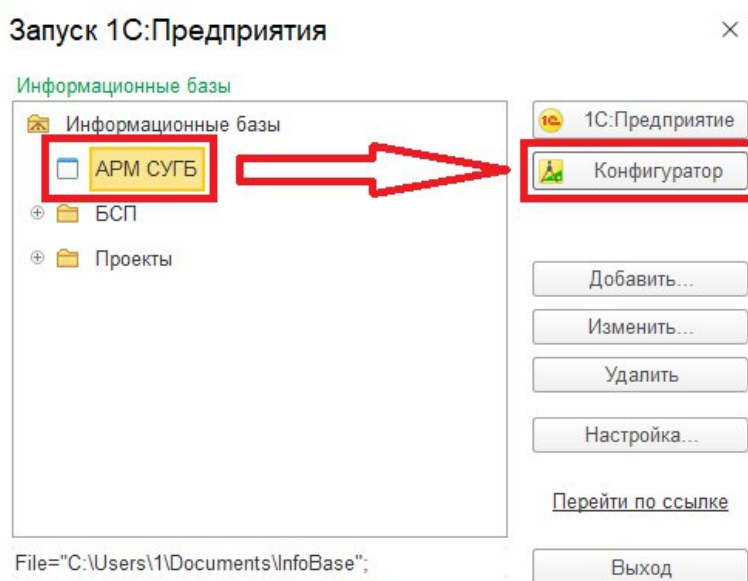 Запуск 1С:Предприятия
Информационные базы
Информационные базы
АРМ СУГБ
БСП
Проекты
1С:Предприятие
Конфигуратор
Добавить...
Изменить...
Удалить
Настройка...
Перейти по ссылке
File="C:\Users\1\Documents\InfoBase";
Выход